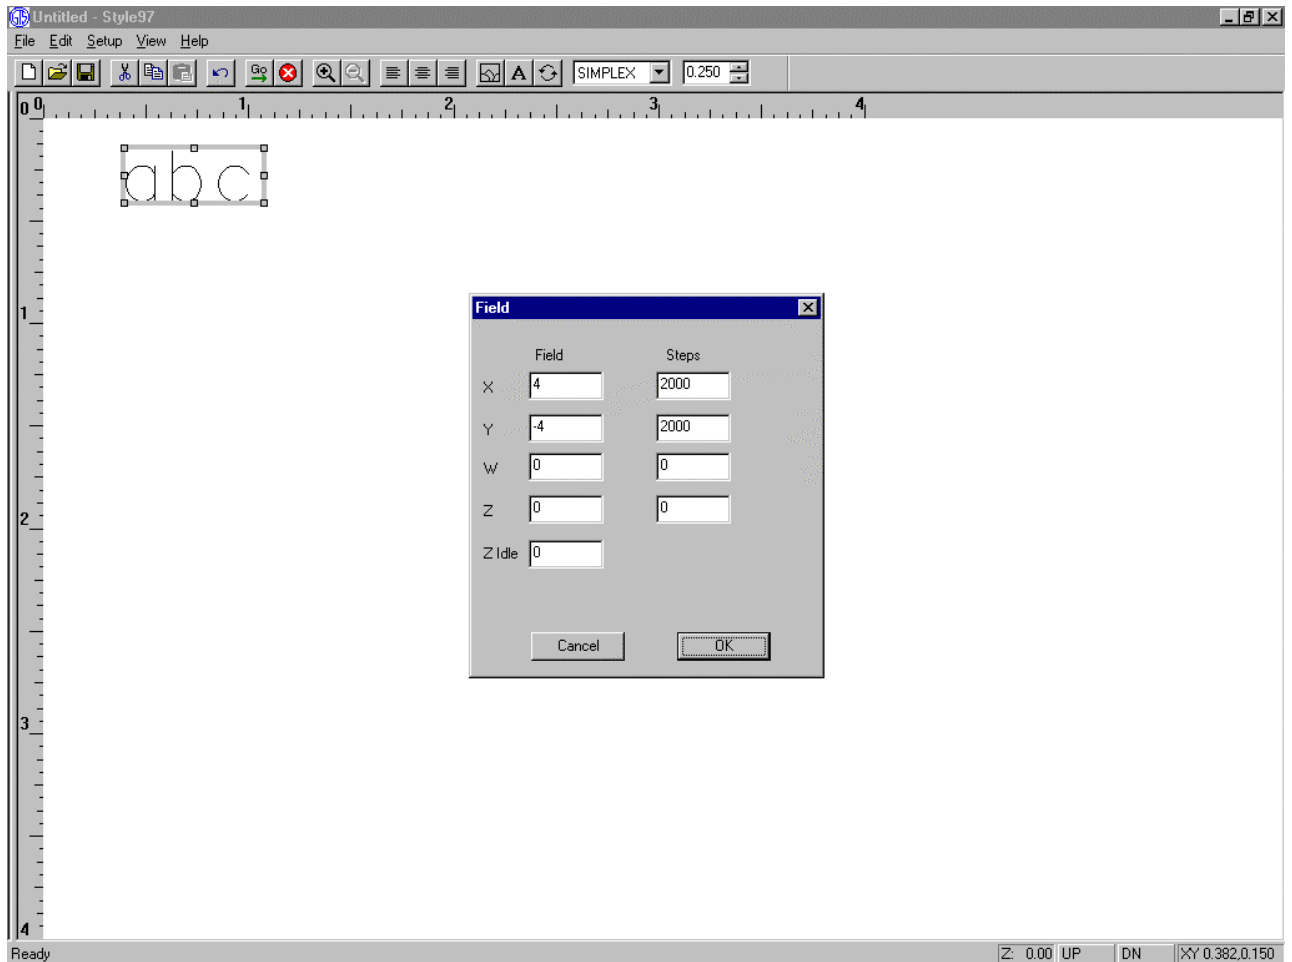 GIS Untitled - Style97
File Edit Setup View Help
Go A SIMPLEX 0.250
0 0 1 2 3 4
abc
1
2
3
4
Field
Field Steps
X 4 2000
Y -4 2000
W 0 0
Z 0 0
Z Idle 0
Cancel OK
Ready Z: 0.00 UP DN XY 0.382,0.150